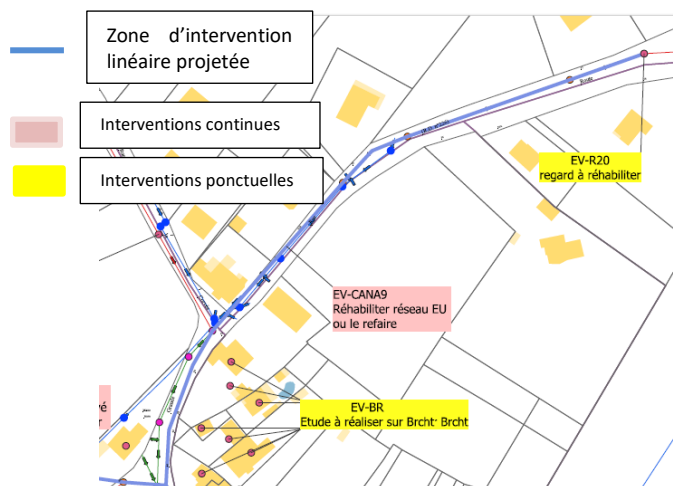 Zone d'intervention
linéaire projetée
Interventions continues
Interventions ponctuelles
EV-R20
regard à réhabiliter
EV-CANA9
Réhabiliter réseau EU
ou le refaire
EV-BR
Etude à réaliser sur Brcht· Brcht